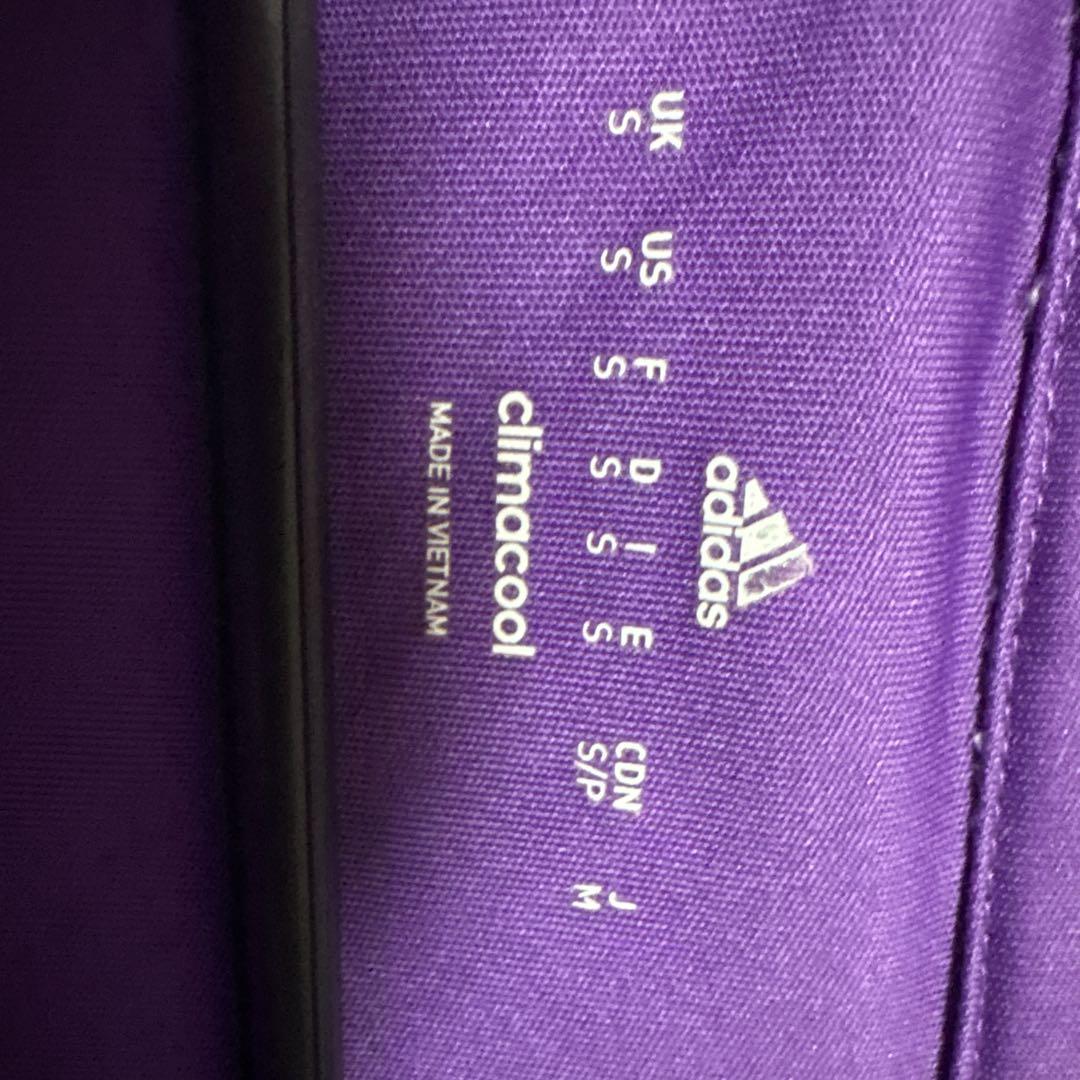 adidas
UK US F D I E CDN J
S S S S S S S/P M
climacool
MADE IN VIETNAM